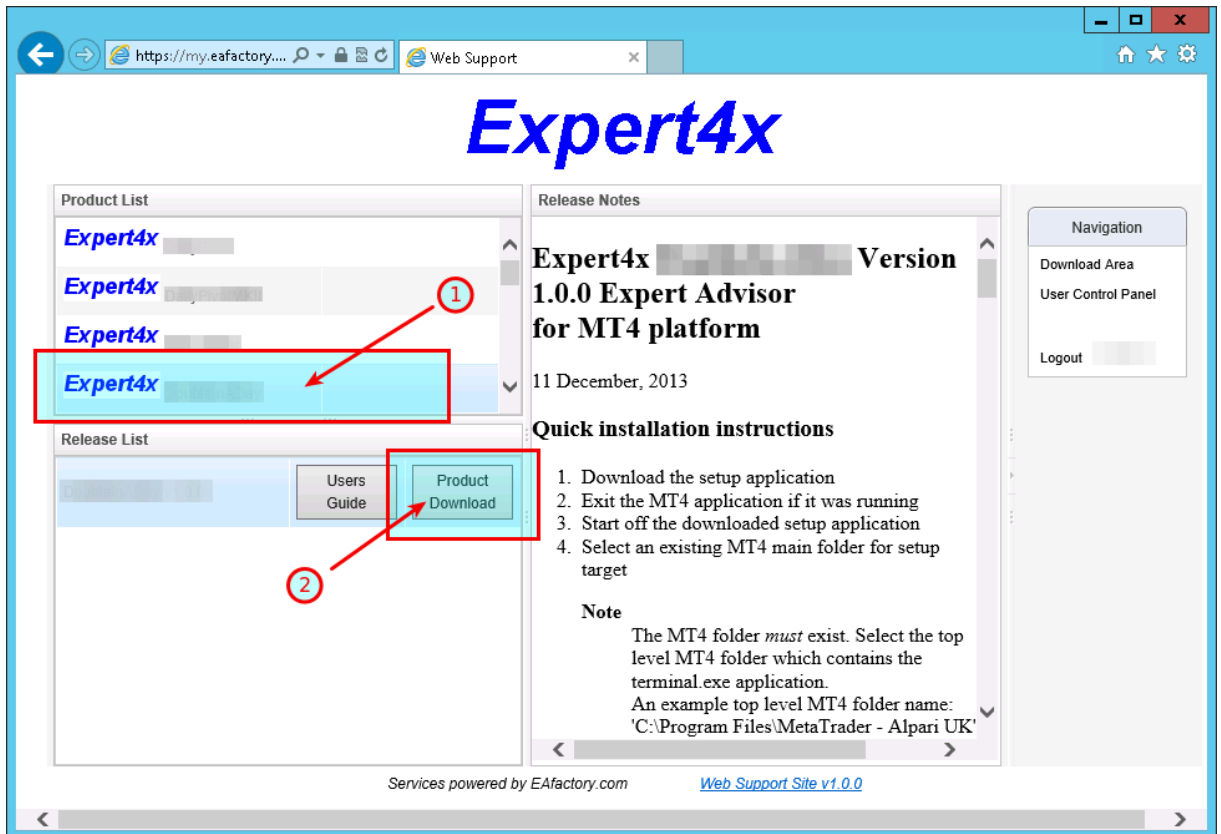 https://my.eafactory....
Web Support
Expert4x
Product List
Expert4x
Expert4x
Expert4x
Expert4x
1
Release List
Users
Guide
Product
Download
2
Release Notes
Expert4x Version
1.0.0 Expert Advisor
for MT4 platform
11 December, 2013
Quick installation instructions
1. Download the setup application
2. Exit the MT4 application if it was running
3. Start off the downloaded setup application
4. Select an existing MT4 main folder for setup
target
Note
The MT4 folder must exist. Select the top
level MT4 folder which contains the
terminal.exe application.
An example top level MT4 folder name:
'C:\Program Files\MetaTrader - Alpari UK'
Navigation
Download Area
User Control Panel
Logout
Services powered by EAfactory.com
Web Support Site v1.0.0